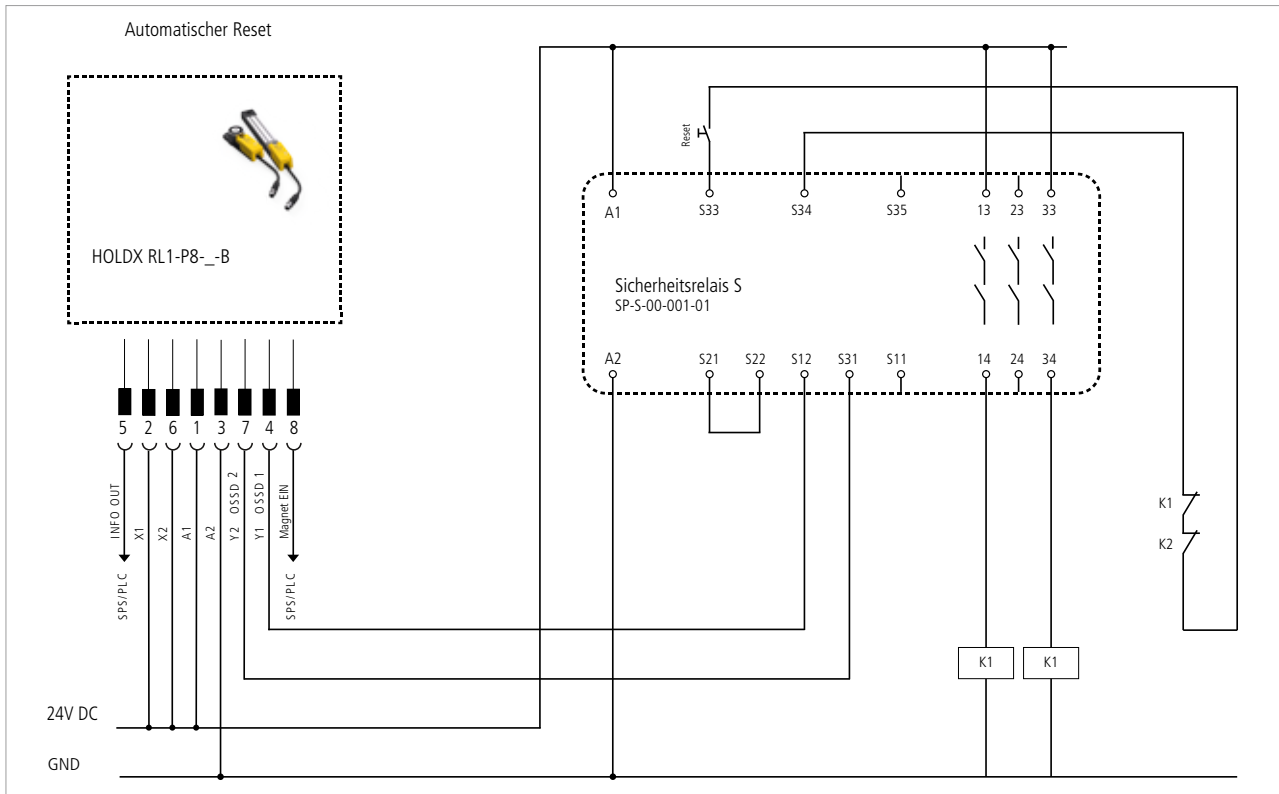 Automatischer Reset
HOLDX RL1-P8-_-B
5 2 6 1 3 7 4 8
INFO OUT
X1
X2
A1
A2
Y2 OSSD 2
Y1 OSSD 1
Magnet EIN
SPS/PLC
SPS/PLC
24V DC
GND
Reset
A1 S33 S34 S35 13 23 33
Sicherheitsrelais S
SP-S-00-001-01
A2 S21 S22 S12 S31 S11 14 24 34
K1
K2
K1 K1